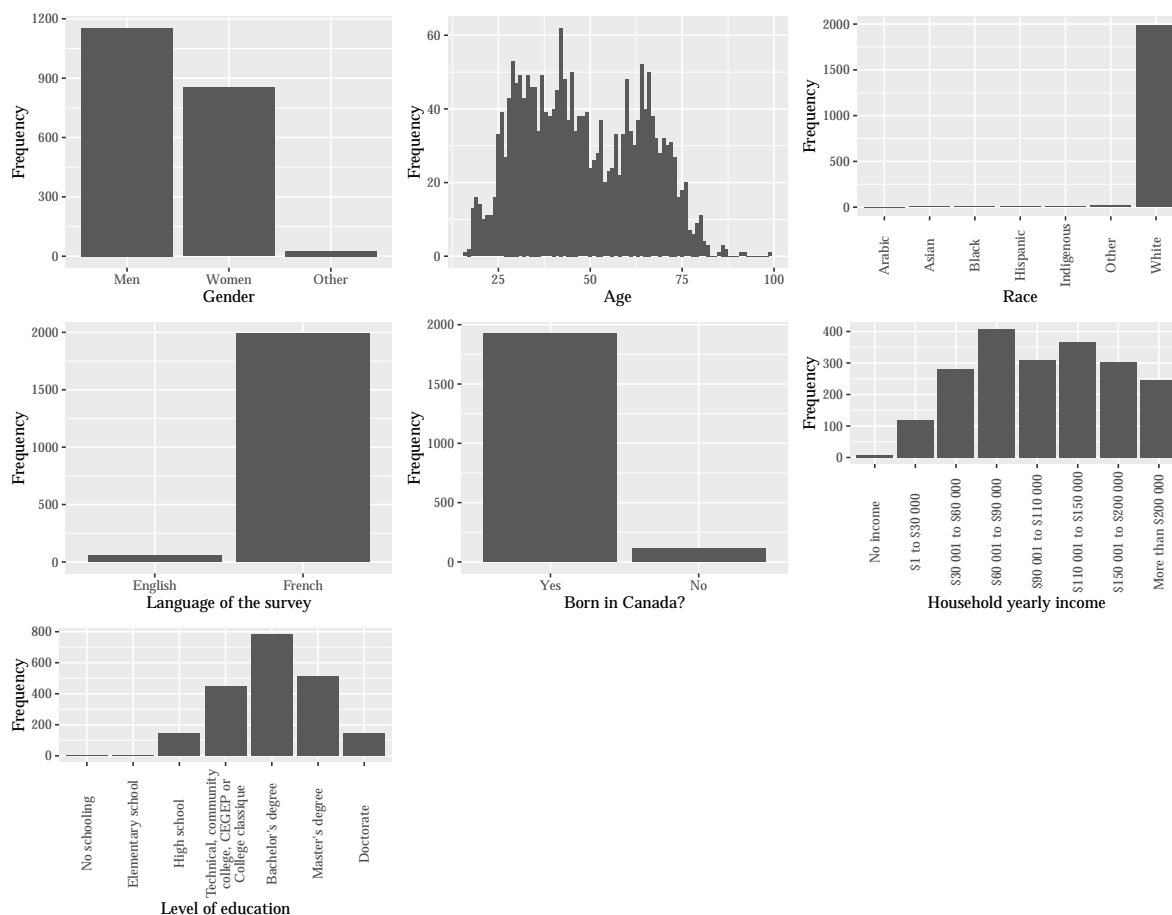 1200
900
600
300
0
Frequency
Men
Women
Other
Gender
60
40
20
0
Frequency
25
50
75
100
Age
2000
1500
1000
500
0
Frequency
Arabic
Asian
Black
Hispanic
Indigenous
Other
White
Race
2000
1500
1000
500
0
Frequency
English
French
Language of the survey
2000
1500
1000
500
0
Frequency
Yes
No
Born in Canada?
400
300
200
100
0
Frequency
No income
$1 to $30 000
$30 001 to $60 000
$60 001 to $90 000
$90 001 to $110 000
$110 001 to $150 000
$150 001 to $200 000
More than $200 000
Household yearly income
800
600
400
200
0
Frequency
No schooling
Elementary school
High school
Technical, community
college, CEGEP or
College classique
Bachelor's degree
Master's degree
Doctorate
Level of education